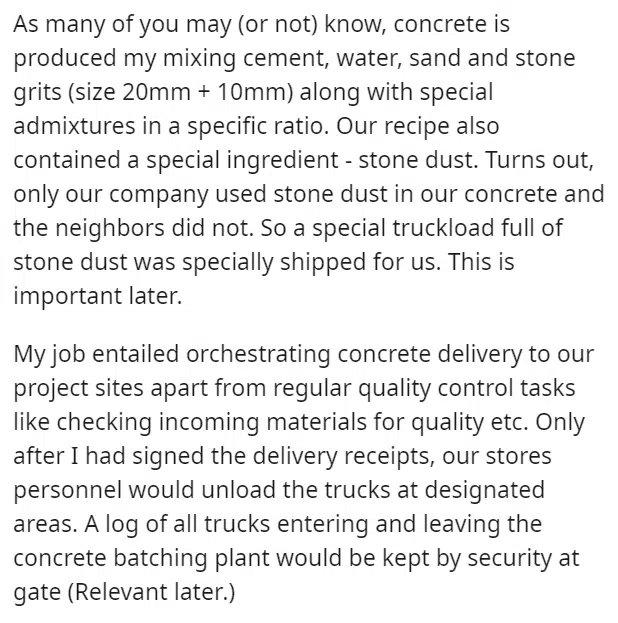 As many of you may (or not) know, concrete is
produced my mixing cement, water, sand and stone
grits (size 20mm + 10mm) along with special
admixtures in a specific ratio. Our recipe also
contained a special ingredient - stone dust. Turns out,
only our company used stone dust in our concrete and
the neighbors did not. So a special truckload full of
stone dust was specially shipped for us. This is
important later.
My job entailed orchestrating concrete delivery to our
project sites apart from regular quality control tasks
like checking incoming materials for quality etc. Only
after I had signed the delivery receipts, our stores
personnel would unload the trucks at designated
areas. A log of all trucks entering and leaving the
concrete batching plant would be kept by security at
gate (Relevant later.)